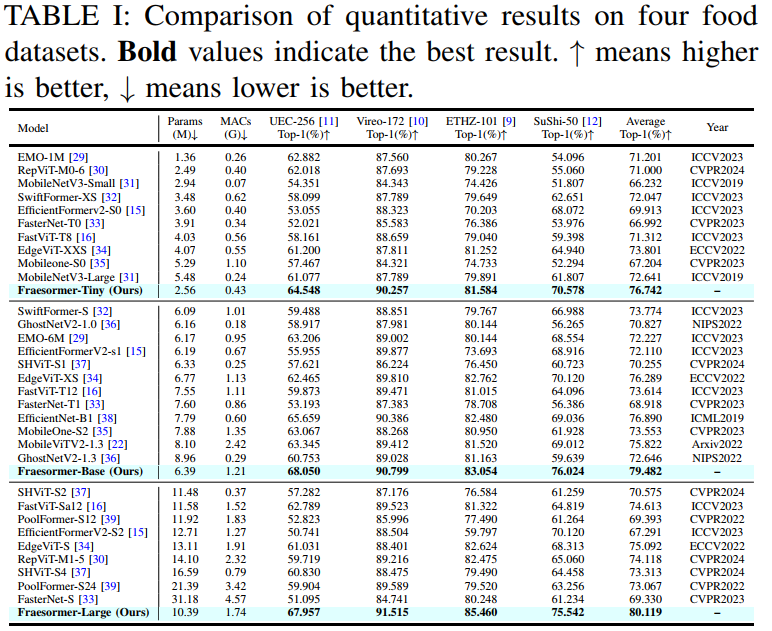 TABLE I: Comparison of quantitative results on four food
datasets. Bold values indicate the best result. ↑ means higher
is better, ↓ means lower is better.
Model Params (M)↓ MACs (G)↓ UEC-256 [11] Top-1(%)↑ Vireo-172 [10] Top-1(%)↑ ETHZ-101 [9] Top-1(%)↑ SuShi-50 [12] Top-1(%)↑ Average Top-1(%)↑ Year
EMO-1M [29] 1.36 0.26 62.882 87.560 80.267 54.096 71.201 ICCV2023
RepViT-M0-6 [30] 2.49 0.40 62.018 87.693 79.228 55.060 71.000 CVPR2024
MobileNetV3-Small [31] 2.94 0.07 54.351 84.343 74.426 51.807 66.232 ICCV2019
SwiftFormer-XS [32] 3.48 0.62 58.099 87.789 79.649 62.651 72.047 ICCV2023
EfficientFormerv2-S0 [15] 3.60 0.40 53.055 88.323 70.203 68.072 69.913 ICCV2023
FasterNet-T0 [33] 3.91 0.34 52.021 85.583 76.386 53.976 66.992 CVPR2023
FastViT-T8 [16] 4.03 0.56 58.161 88.659 79.040 59.398 71.312 ICCV2023
EdgeViT-XXS [34] 4.07 0.55 61.200 87.811 81.252 64.940 73.801 ECCV2022
Mobileone-S0 [35] 5.29 1.10 57.467 84.321 74.733 52.294 67.204 CVPR2023
MobileNetV3-Large [31] 5.48 0.24 61.077 87.789 79.891 61.807 72.641 ICCV2019
Fraesormer-Tiny (Ours) 2.56 0.43 64.548 90.257 81.584 70.578 76.742 –
SwiftFormer-S [32] 6.09 1.01 59.488 88.851 79.767 66.988 73.774 ICCV2023
GhostNetV2-1.0 [36] 6.16 0.18 58.917 87.981 80.144 56.265 70.827 NIPS2022
EMO-6M [29] 6.17 0.95 63.206 89.002 80.144 68.554 72.227 ICCV2023
EfficientFormerV2-s1 [15] 6.19 0.67 55.955 89.877 73.693 68.916 72.110 ICCV2023
SHViT-S1 [37] 6.33 0.25 57.621 86.224 76.450 60.723 70.255 CVPR2024
EdgeViT-XS [34] 6.77 1.13 62.465 89.810 82.762 70.120 76.289 ECCV2022
FastViT-T12 [16] 7.55 1.11 59.873 89.471 81.015 64.096 73.614 ICCV2023
FasterNet-T1 [33] 7.60 0.86 53.193 87.383 78.708 56.386 68.918 CVPR2023
EfficientNet-B1 [38] 7.79 0.60 65.659 90.386 82.480 69.036 76.890 ICML2019
MobileOne-S2 [35] 7.88 1.35 63.067 88.268 80.950 61.928 73.553 CVPR2023
MobileViTV2-1.3 [22] 8.10 2.42 63.345 89.412 81.520 69.012 75.822 Arxiv2022
GhostNetV2-1.3 [36] 8.96 0.29 60.753 89.028 81.163 59.639 72.646 NIPS2022
Fraesormer-Base (Ours) 6.39 1.21 68.050 90.799 83.054 76.024 79.482 –
SHViT-S2 [37] 11.48 0.37 57.282 87.176 76.584 61.259 70.575 CVPR2024
FastViT-Sa12 [16] 11.58 1.52 62.789 89.523 81.322 64.819 74.613 ICCV2023
PoolFormer-S12 [39] 11.92 1.83 52.823 85.996 77.490 61.264 69.393 CVPR2022
EfficientFormerV2-S2 [15] 12.71 1.27 50.741 88.504 59.797 70.120 67.291 ICCV2023
EdgeViT-S [34] 13.11 1.91 61.031 88.401 82.624 68.313 75.092 ECCV2022
RepViT-M1-5 [30] 14.10 2.32 59.719 89.216 82.475 65.060 74.118 CVPR2024
SHViT-S4 [37] 16.59 0.79 60.830 88.475 79.490 64.458 73.313 CVPR2024
PoolFormer-S24 [39] 21.39 3.42 59.904 89.589 79.520 63.256 73.067 CVPR2022
FasterNet-S [33] 31.18 4.57 51.095 84.741 80.248 61.234 69.330 CVPR2023
Fraesormer-Large (Ours) 10.39 1.74 67.957 91.515 85.460 75.542 80.119 –